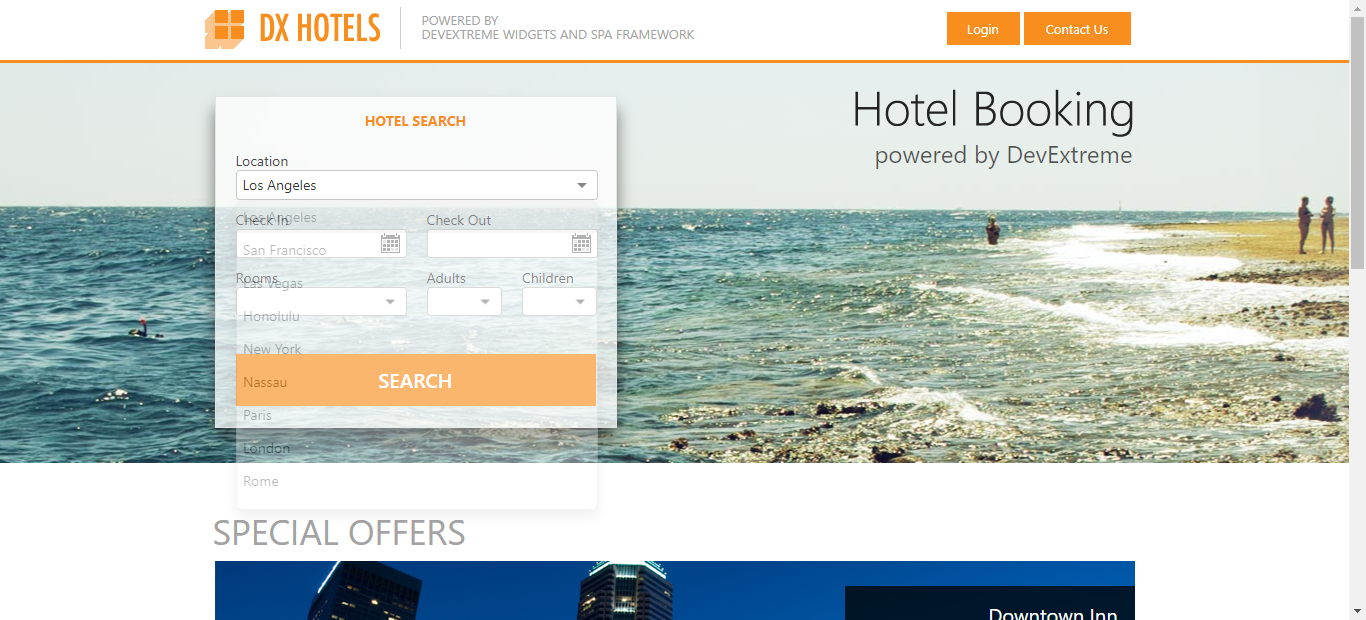 DX HOTELS
POWERED BY
DEVEXTREME WIDGETS AND SPA FRAMEWORK
Login
Contact Us
Hotel Booking
powered by DevExtreme
HOTEL SEARCH
Location
Los Angeles
Los Angeles
Check In
Check Out
San Francisco
Rooms
Adults
Children
Las Vegas
Honolulu
New York
Nassau
SEARCH
Paris
London
Rome
SPECIAL OFFERS
Downtown Inn